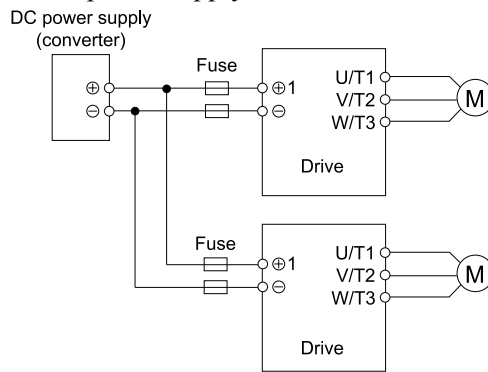 DC power supply
(converter)
Fuse
⊕
⊖
⊕1
⊖
U/T1
V/T2
W/T3
M
Drive
Fuse
⊕1
⊖
U/T1
V/T2
W/T3
M
Drive